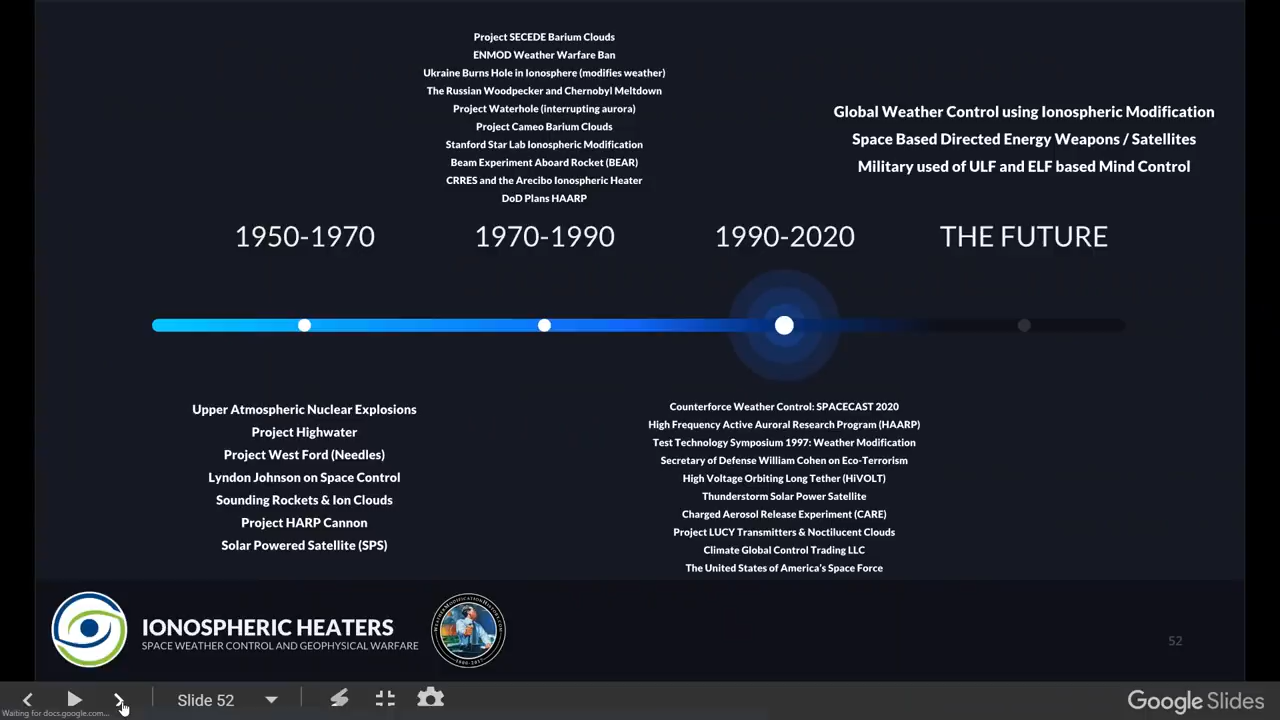 Project SECEDE Barium Clouds
ENMOD Weather Warfare Ban
Ukraine Burns Hole in Ionosphere (modifies weather)
The Russian Woodpecker and Chernobyl Meltdown
Project Waterhole (interrupting aurora)
Project Cameo Barium Clouds
Stanford Star Lab Ionospheric Modification
Beam Experiment Aboard Rocket (BEAR)
CRRES and the Arecibo Ionospheric Heater
DoD Plans HAARP
Global Weather Control using Ionospheric Modification
Space Based Directed Energy Weapons / Satellites
Military used of ULF and ELF based Mind Control
1950-1970
1970-1990
1990-2020
THE FUTURE
Upper Atmospheric Nuclear Explosions
Project Highwater
Project West Ford (Needles)
Lyndon Johnson on Space Control
Sounding Rockets & Ion Clouds
Project HARP Cannon
Solar Powered Satellite (SPS)
Counterforce Weather Control: SPACECAST 2020
High Frequency Active Auroral Research Program (HAARP)
Test Technology Symposium 1997: Weather Modification
Secretary of Defense William Cohen on Eco-Terrorism
High Voltage Orbiting Long Tether (HiVOLT)
Thunderstorm Solar Power Satellite
Charged Aerosol Release Experiment (CARE)
Project LUCY Transmitters & Noctilucent Clouds
Climate Global Control Trading LLC
The United States of America's Space Force
IONOSPHERIC HEATERS
SPACE WEATHER CONTROL AND GEOPHYSICAL WARFARE
52
Slide 52
Google Slides
Waiting for docs.google.com...